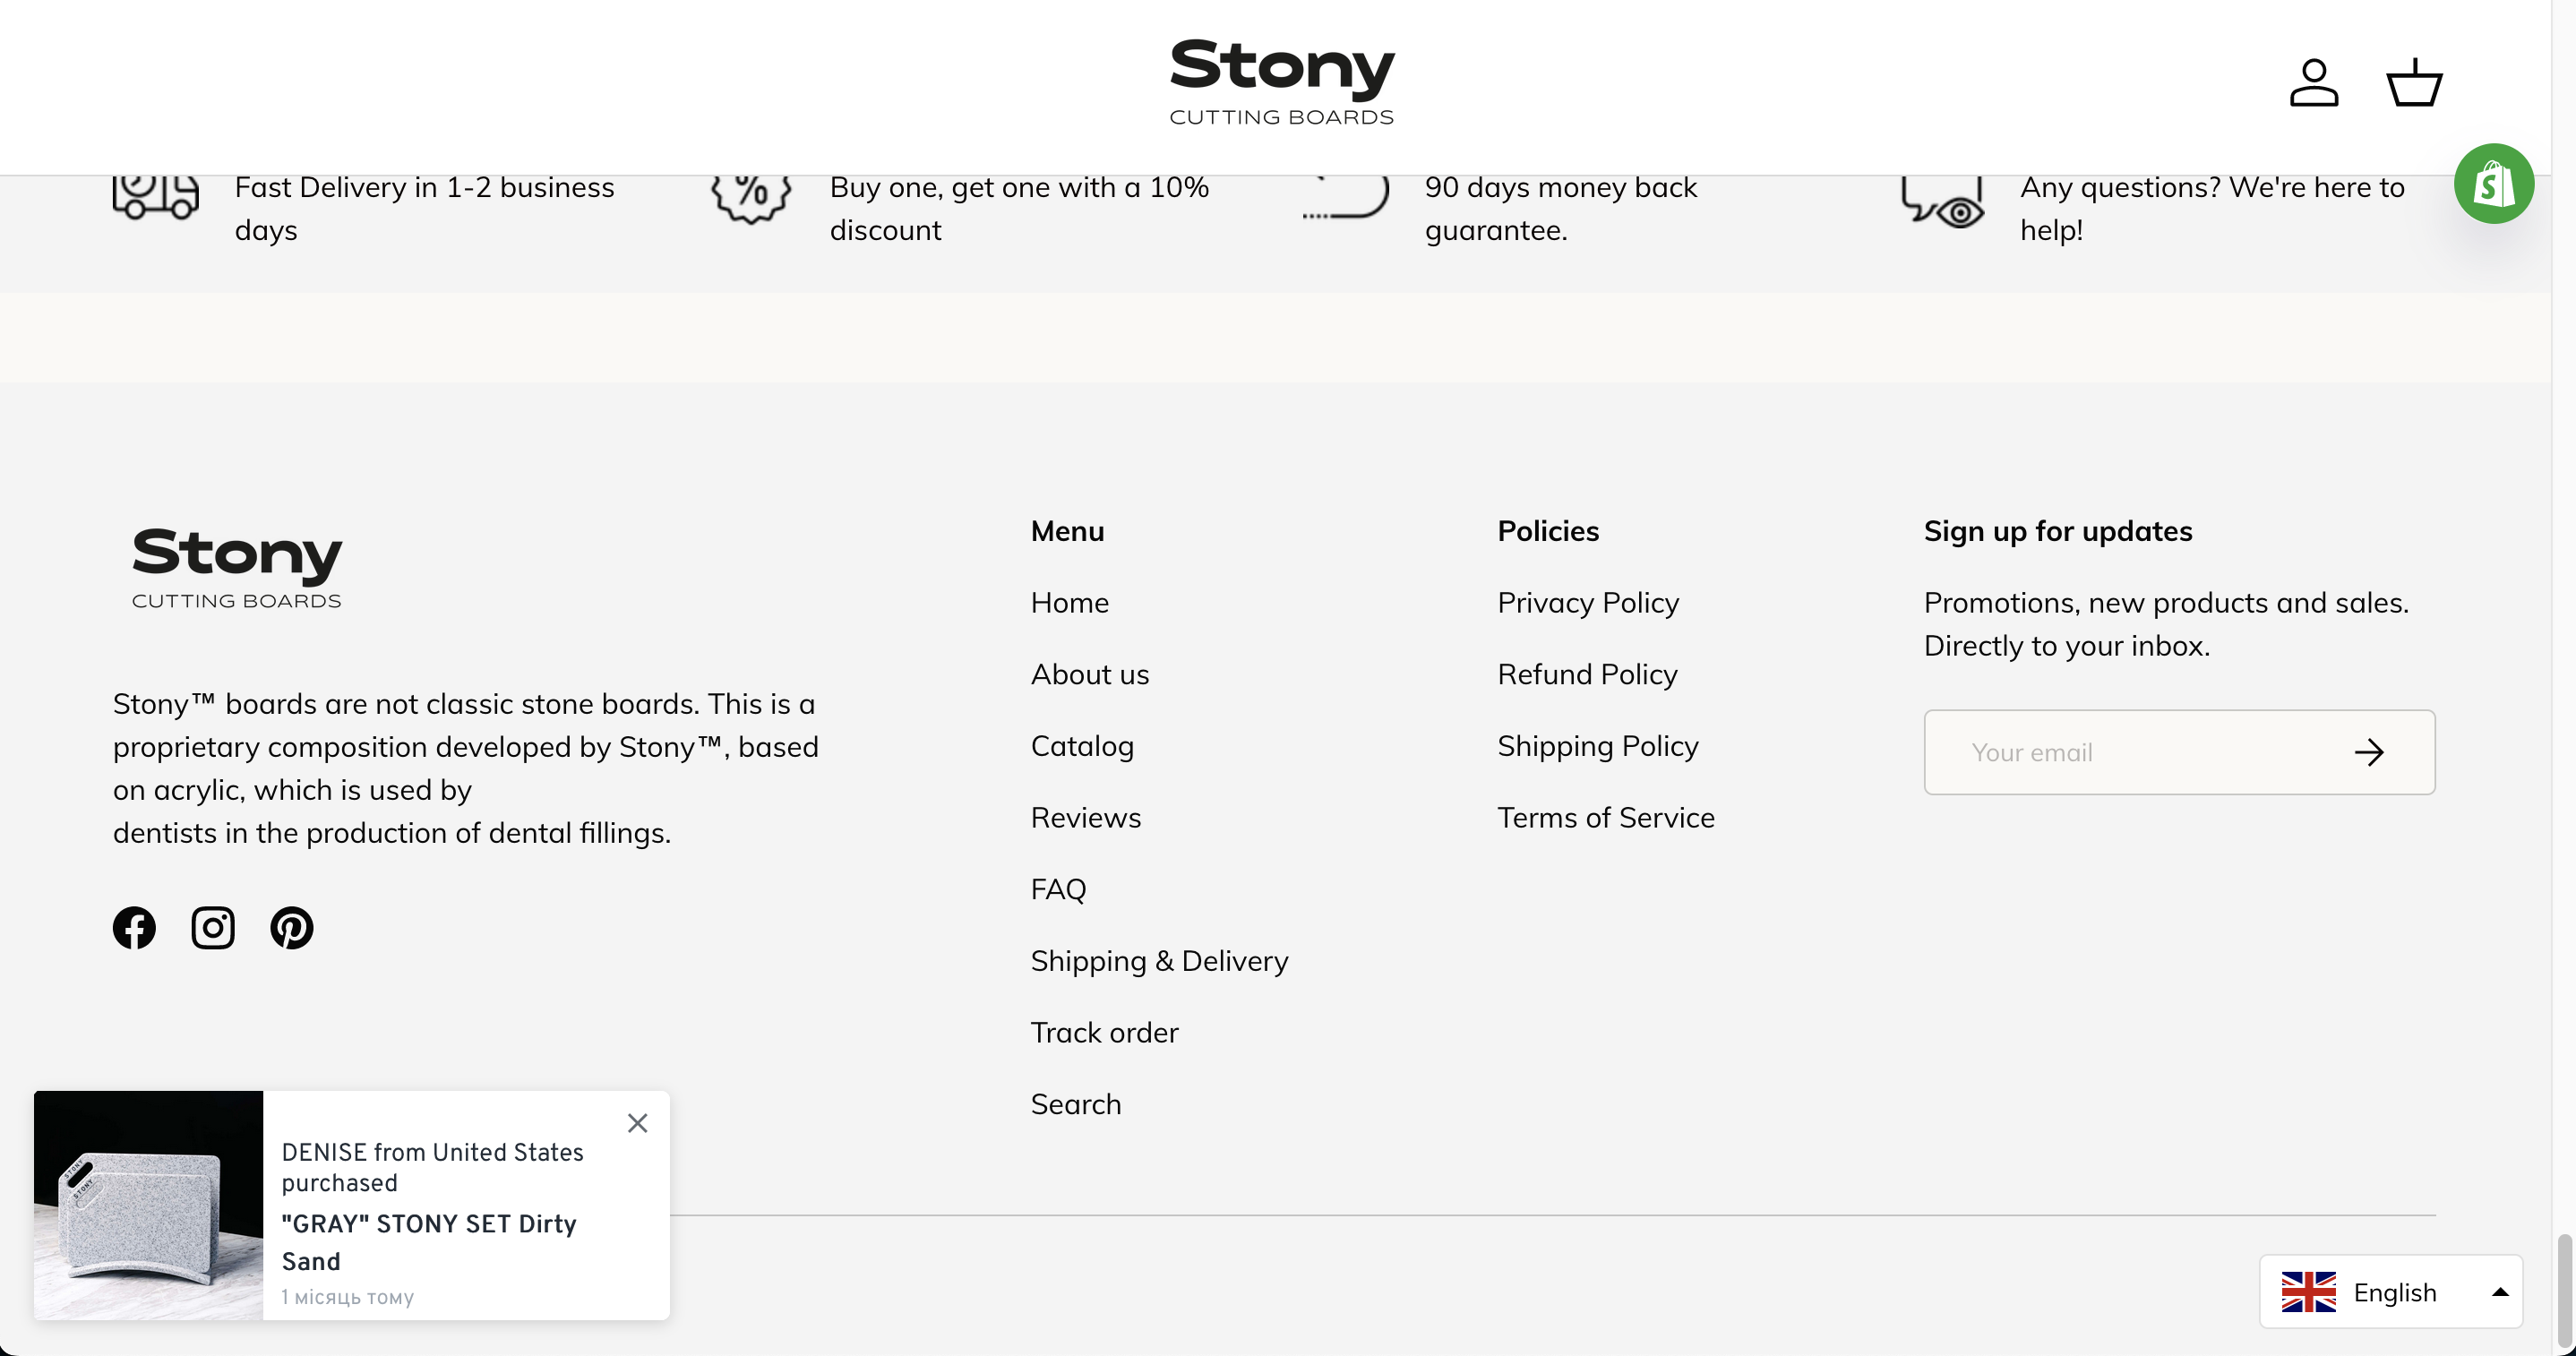 Stony
CUTTING BOARDS
Fast Delivery in 1-2 business
days
Buy one, get one with a 10%
discount
90 days money back
guarantee.
Any questions? We're here to
help!
Stony
CUTTING BOARDS
Stony™ boards are not classic stone boards. This is a
proprietary composition developed by Stony™, based
on acrylic, which is used by
dentists in the production of dental fillings.
Menu
Home
About us
Catalog
Reviews
FAQ
Shipping & Delivery
Track order
Search
Policies
Privacy Policy
Refund Policy
Shipping Policy
Terms of Service
Sign up for updates
Promotions, new products and sales.
Directly to your inbox.
Your email
STONY
STONY
DENISE from United States
purchased
"GRAY" STONY SET Dirty
Sand
1 місяць тому
English